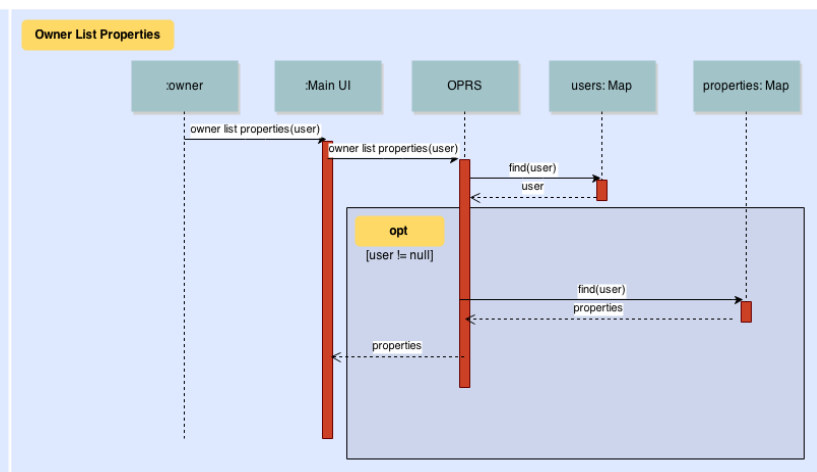 Owner List Properties
:owner
:Main UI
OPRS
users: Map
properties: Map
owner list properties(user)
owner list properties(user)
find(user)
user
opt
[user != null]
find(user)
properties
properties